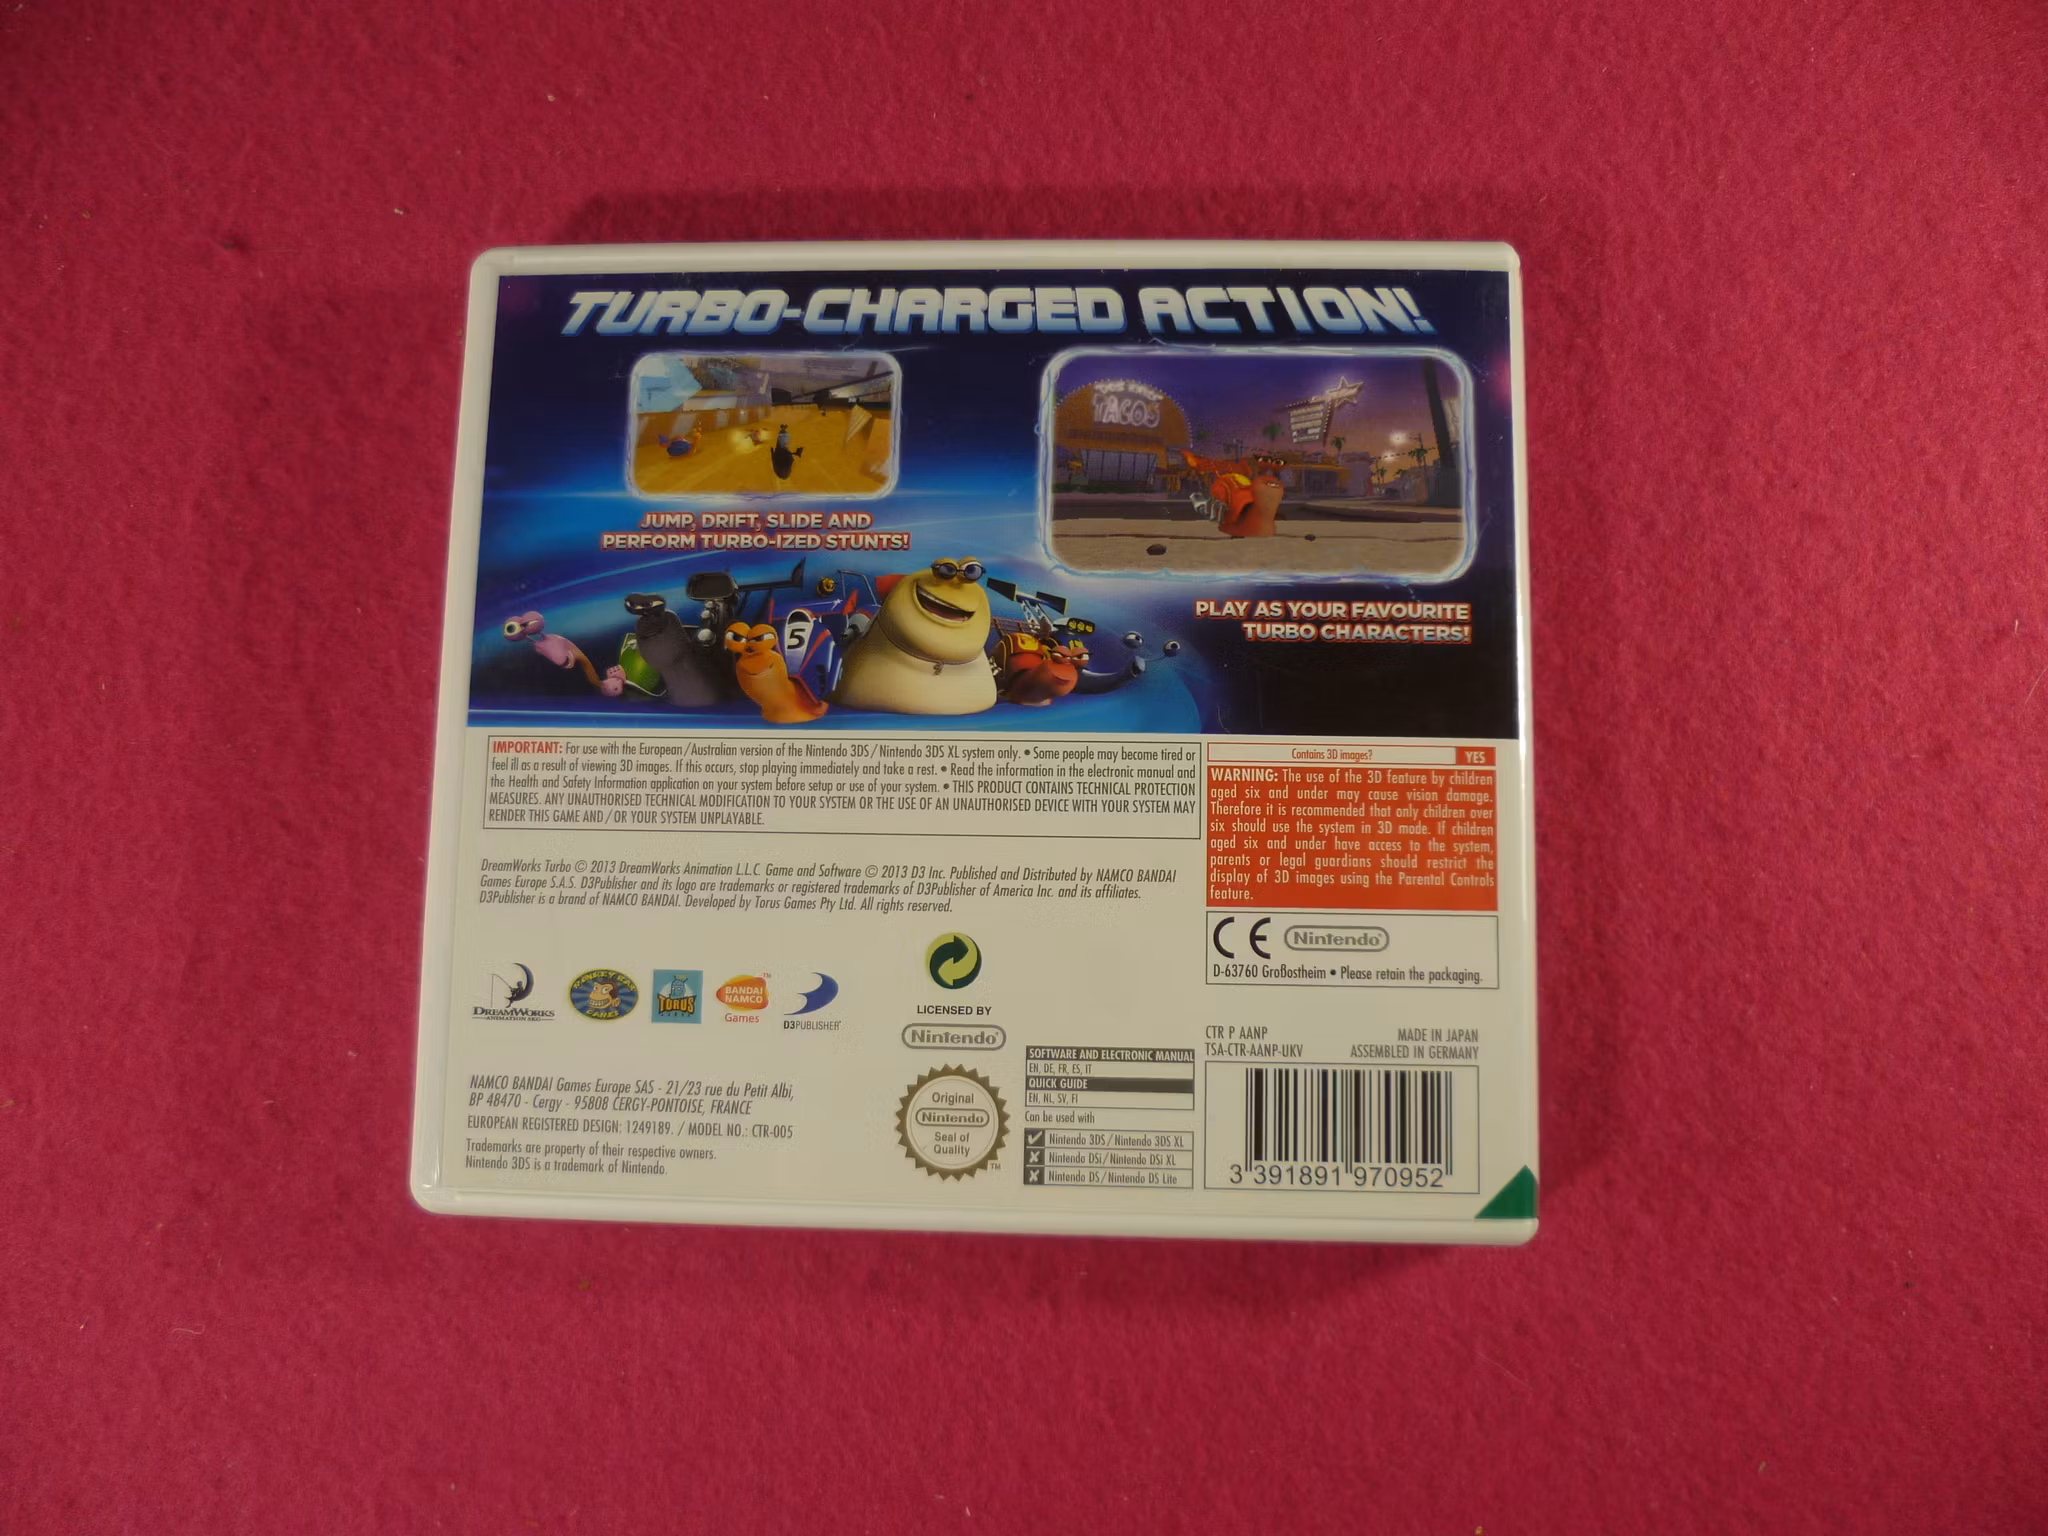 TURBO-CHARGED ACTION!
TACOS
JUMP, DRIFT, SLIDE AND
PERFORM TURBO-IZED STUNTS!
5
PLAY AS YOUR FAVOURITE
TURBO CHARACTERS!
IMPORTANT: For use with the European/Australian version of the Nintendo 3DS/Nintendo 3DS XL system only. • Some people may become tired or
feel ill as a result of viewing 3D images. If this occurs, stop playing immediately and take a rest. • Read the information in the electronic manual and
the Health and Safety Information application on your system before setup or use of your system. • THIS PRODUCT CONTAINS TECHNICAL PROTECTION
MEASURES. ANY UNAUTHORISED TECHNICAL MODIFICATION TO YOUR SYSTEM OR THE USE OF AN UNAUTHORISED DEVICE WITH YOUR SYSTEM MAY
RENDER THIS GAME AND/OR YOUR SYSTEM UNPLAYABLE.
Contains 3D images? YES
WARNING: The use of the 3D feature by children
aged six and under may cause vision damage.
Therefore it is recommended that only children over
six should use the system in 3D mode. If children
aged six and under have access to the system,
parents or legal guardians should restrict the
display of 3D images using the Parental Controls
feature.
DreamWorks Turbo © 2013 DreamWorks Animation L.L.C. Game and Software © 2013 D3 Inc. Published and Distributed by NAMCO BANDAI
Games Europe S.A.S. D3Publisher and its logo are trademarks or registered trademarks of D3Publisher of America Inc. and its affiliates.
D3Publisher is a brand of NAMCO BANDAI. Developed by Torus Games Pty Ltd. All rights reserved.
CE Nintendo
D-63760 Großostheim • Please retain the packaging.
DREAMWORKS
ANIMATION SKG
MONKEY BAR
GAMES
TORUS
GAMES
BANDAI
NAMCO
Games
™
D3PUBLISHER
LICENSED BY
Nintendo
CTR P AANP
TSA-CTR-AANP-UKV
MADE IN JAPAN
ASSEMBLED IN GERMANY
NAMCO BANDAI Games Europe SAS - 21/23 rue du Petit Albi,
BP 48470 - Cergy - 95808 CERGY-PONTOISE, FRANCE
EUROPEAN REGISTERED DESIGN: 1249189. / MODEL NO.: CTR-005
Trademarks are property of their respective owners.
Nintendo 3DS is a trademark of Nintendo.
Original
Nintendo
Seal of
Quality
™
SOFTWARE AND ELECTRONIC MANUAL
EN, DE, FR, ES, IT
QUICK GUIDE
EN, NL, SV, FI
Can be used with
Nintendo 3DS/Nintendo 3DS XL
Nintendo DSi/Nintendo DSi XL
Nintendo DS/Nintendo DS Lite
3 391891 970952